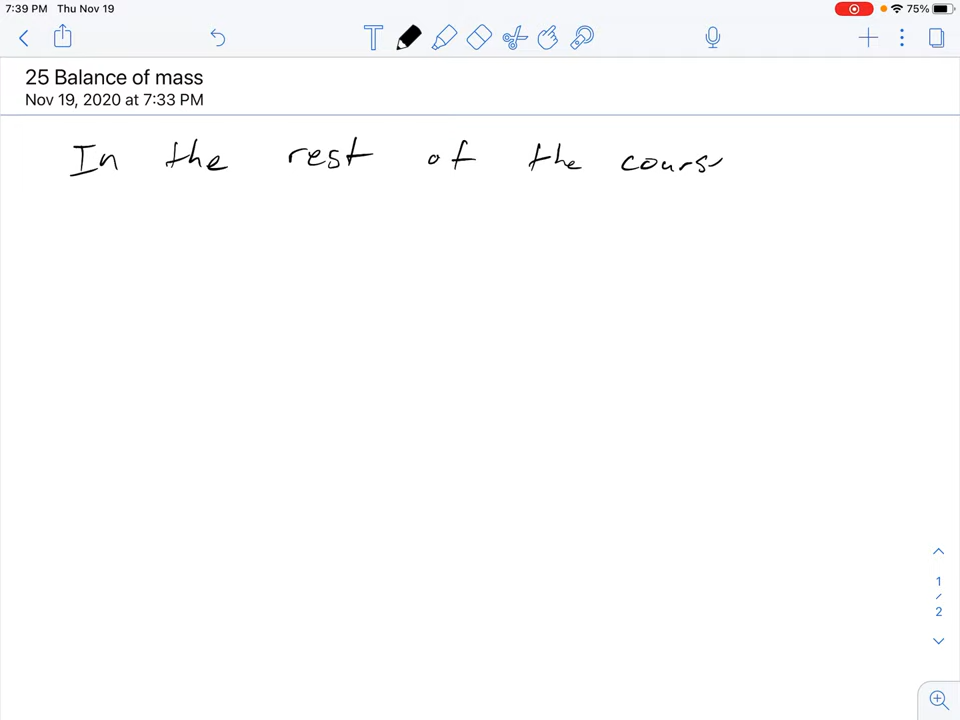 7:39 PM Thu Nov 19
75%
25 Balance of mass
Nov 19, 2020 at 7:33 PM
In the rest of the cours
1
/
2